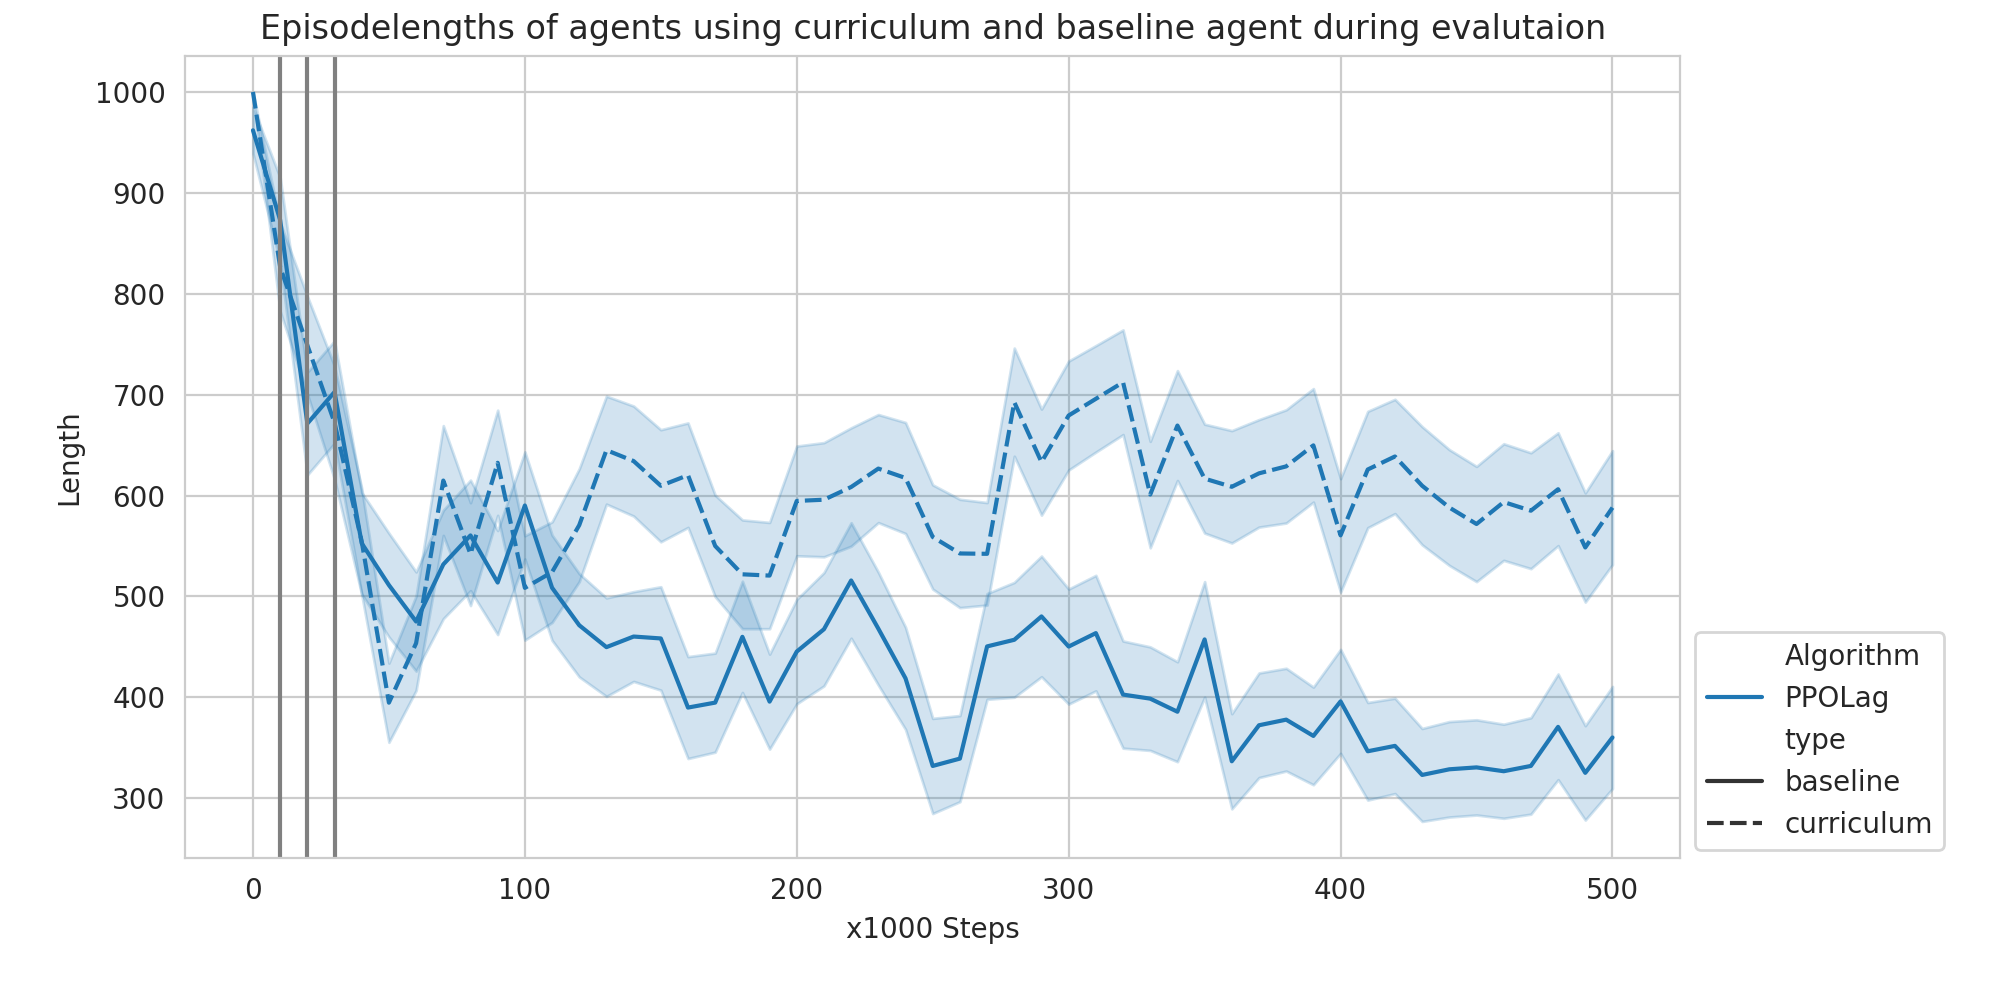 Episodelengths of agents using curriculum and baseline agent during evalutaion
1000
900
800
700
600
500
400
300
Length
0 100 200 300 400 500
x1000 Steps
Algorithm
PPOLag
type
baseline
curriculum